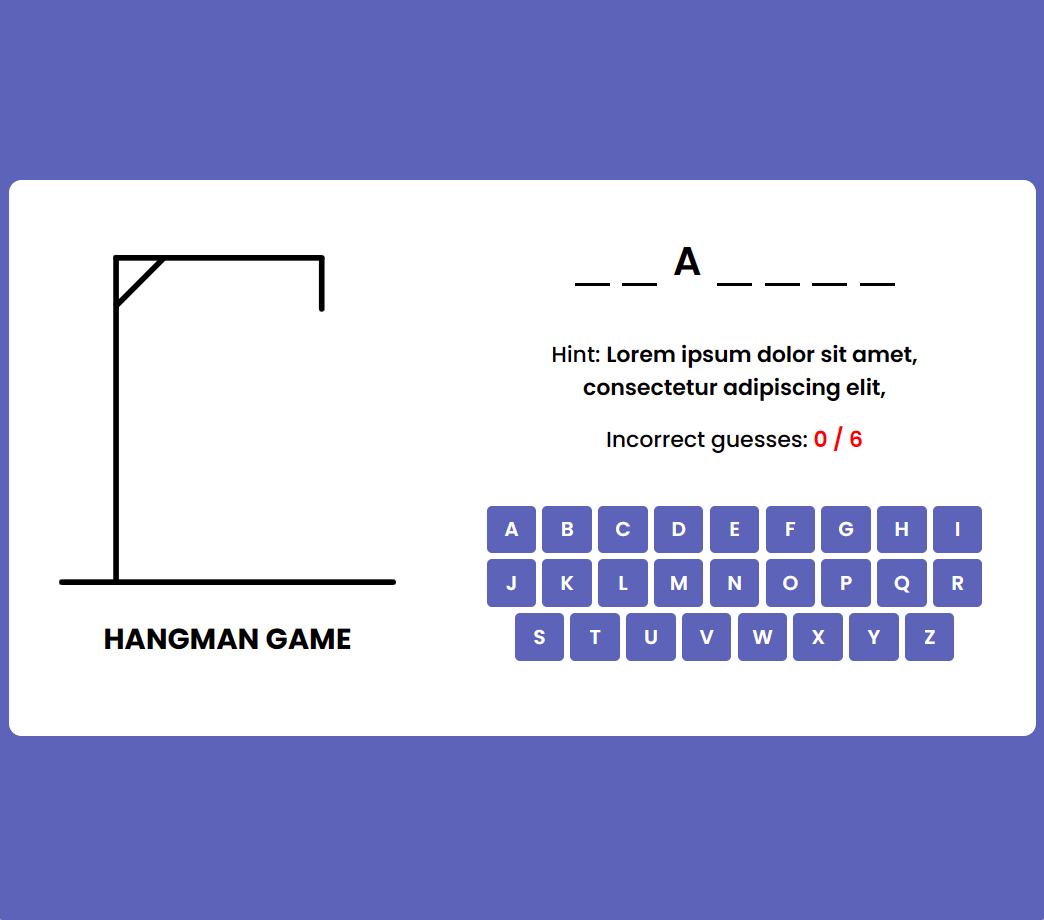 A
Hint: Lorem ipsum dolor sit amet,
consectetur adipiscing elit,
Incorrect guesses: 0 / 6
A B C D E F G H I
J K L M N O P Q R
S T U V W X Y Z
HANGMAN GAME